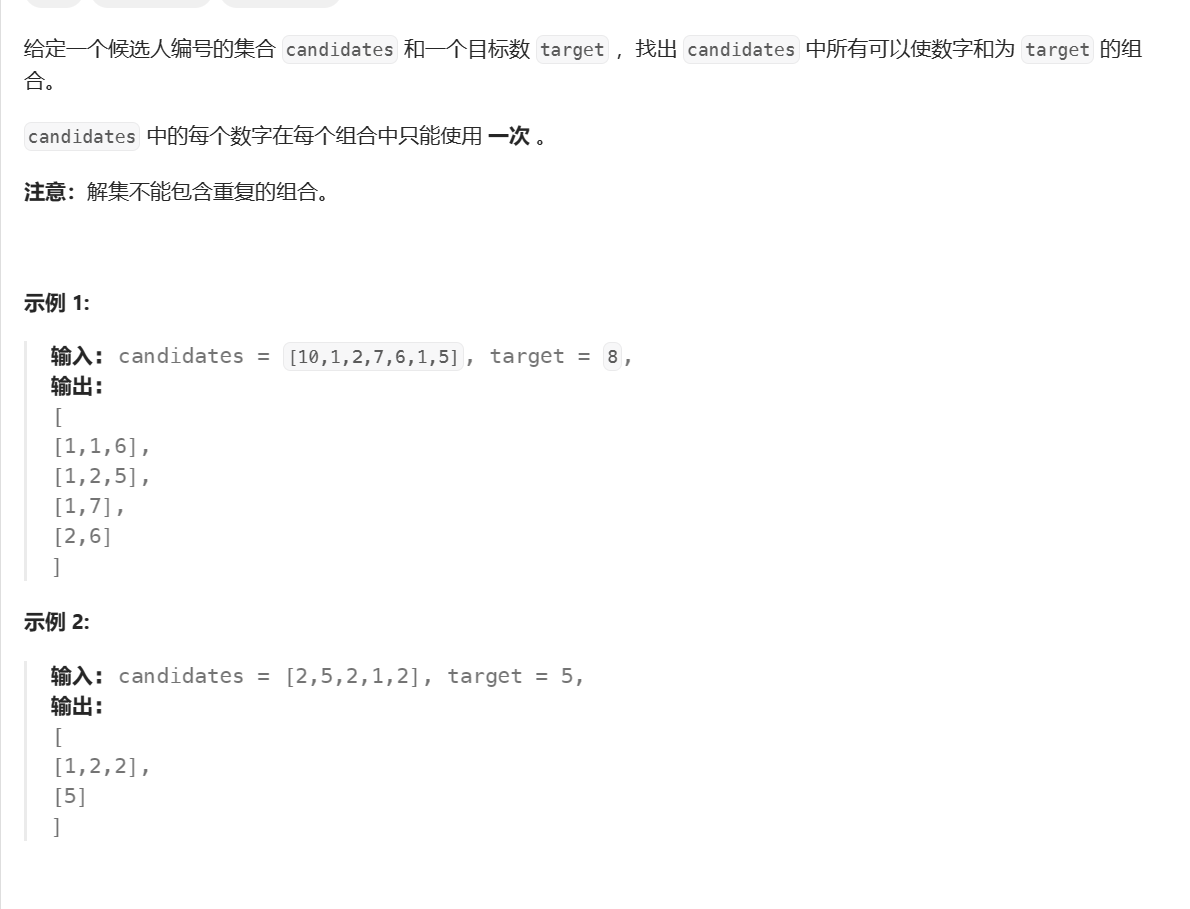 给定一个候选人编号的集合 candidates 和一个目标数 target ，找出 candidates 中所有可以使数字和为 target 的组
合。
candidates 中的每个数字在每个组合中只能使用 一次 。
注意：解集不能包含重复的组合。
示例 1:
输入: candidates = [10,1,2,7,6,1,5], target = 8,
输出:
[
[1,1,6],
[1,2,5],
[1,7],
[2,6]
]
示例 2:
输入: candidates = [2,5,2,1,2], target = 5,
输出:
[
[1,2,2],
[5]
]